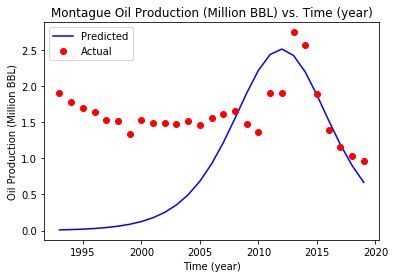 Montague Oil Production (Million BBL) vs. Time (year)
Predicted
Actual
Oil Production (Million BBL)
2.5
2.0
1.5
1.0
0.5
0.0
1995 2000 2005 2010 2015 2020
Time (year)